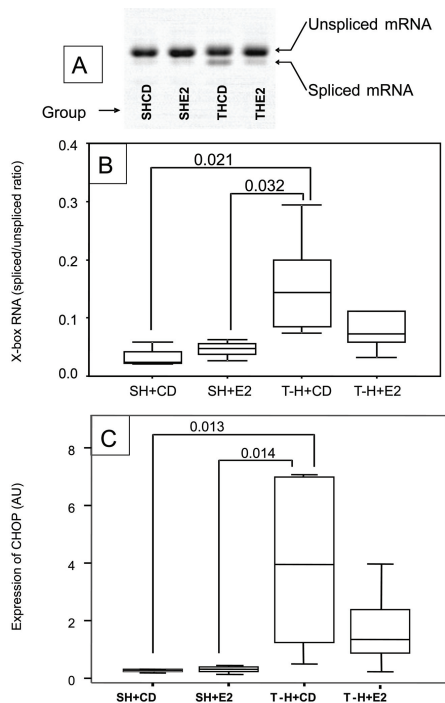 Unspliced mRNA
A
Spliced mRNA
Group
SHCD
SHE2
THCD
THE2
B
X-box RNA (spliced/unspliced ratio)
0.4
0.3
0.2
0.1
0.0
0.021
0.032
SH+CD SH+E2 T-H+CD T-H+E2
C
Expression of CHOP (AU)
8
6
4
2
0
0.013
0.014
SH+CD SH+E2 T-H+CD T-H+E2